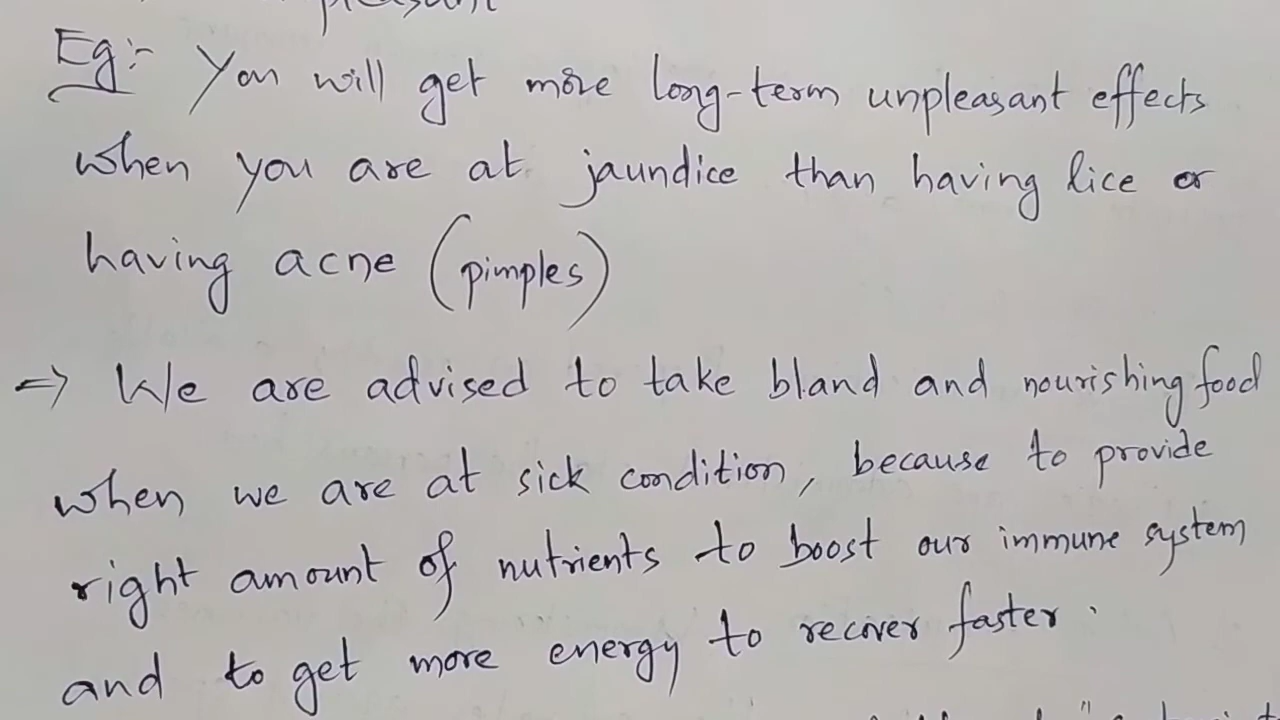 pleasant
Eg:- You will get more long-term unpleasant effects
when you are at jaundice than having lice or
having acne (pimples)
=> We are advised to take bland and nourishing food
when we are at sick condition, because to provide
right amount of nutrients to boost our immune system
and to get more energy to recover faster.